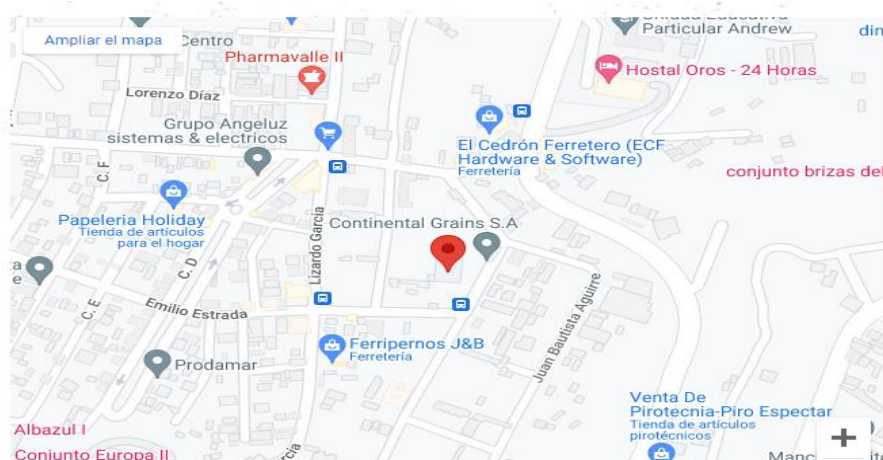 Particular Andrew
din
Ampliar el mapa
Centro
Pharmavalle II
Hostal Oros - 24 Horas
Lorenzo Díaz
Grupo Angeluz
sistemas & electricos
El Cedrón Ferretero (ECF
Hardware & Software)
Ferretería
C. F
conjunto brizas del
Papeleria Holiday
Tienda de artículos
para el hogar
Lizardo García
Continental Grains S.A
C. D
C. E
Emilio Estrada
Juan Bautista Aguirre
Ferripernos J&B
Ferretería
Prodamar
Venta De
Pirotecnia-Piro Espectar
Tienda de artículos
pirotécnicos
Albazul I
Conjunto Europa II